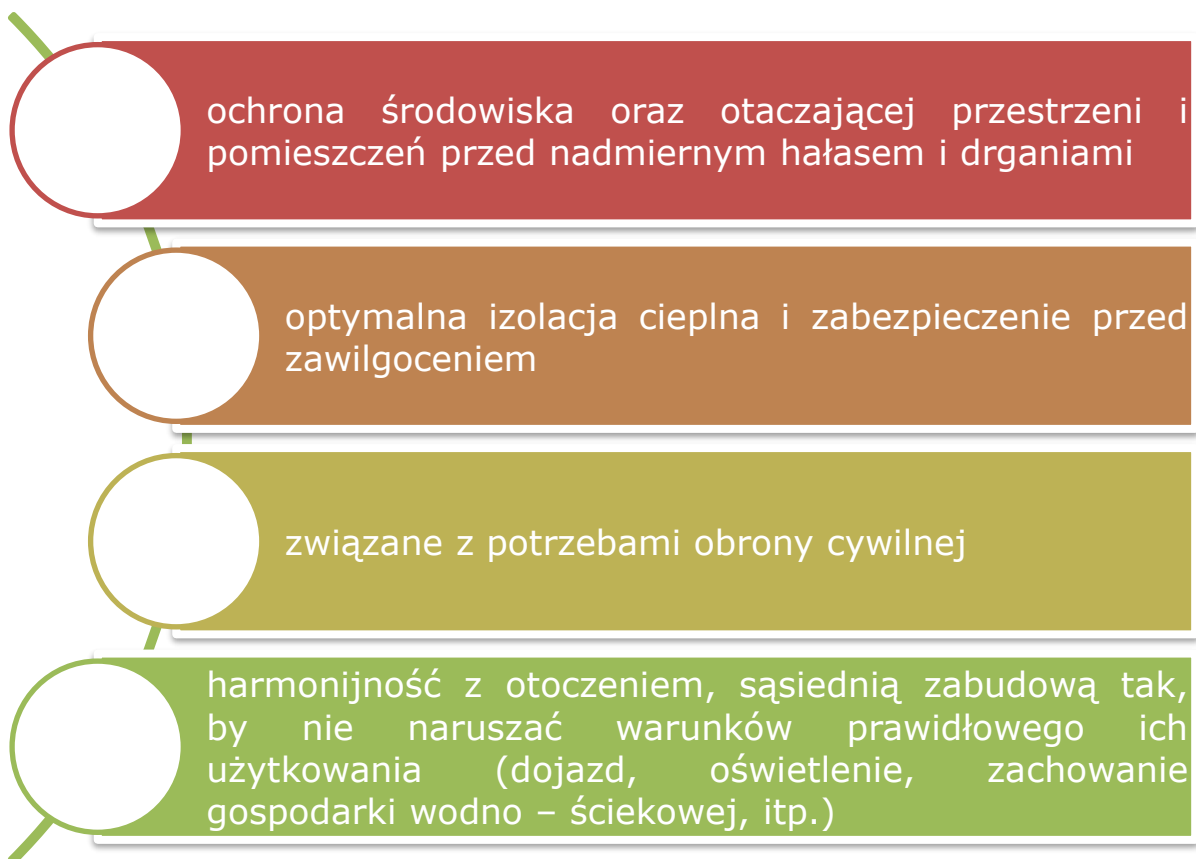 ochrona środowiska oraz otaczającej przestrzeni i
pomieszczeń przed nadmiernym hałasem i drganiami
optymalna izolacja cieplna i zabezpieczenie przed
zawilgoceniem
związane z potrzebami obrony cywilnej
harmonijność z otoczeniem, sąsiednią zabudową tak,
by nie naruszać warunków prawidłowego ich
użytkowania (dojazd, oświetlenie, zachowanie
gospodarki wodno – ściekowej, itp.)